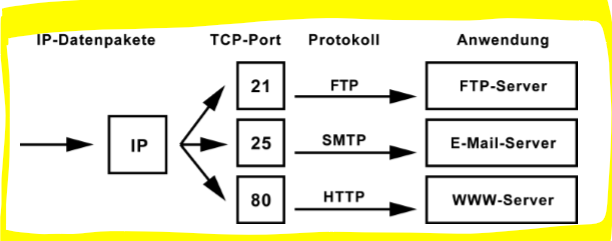 IP-Datenpakete TCP-Port Protokoll Anwendung
21 FTP FTP-Server
IP 25 SMTP E-Mail-Server
80 HTTP WWW-Server